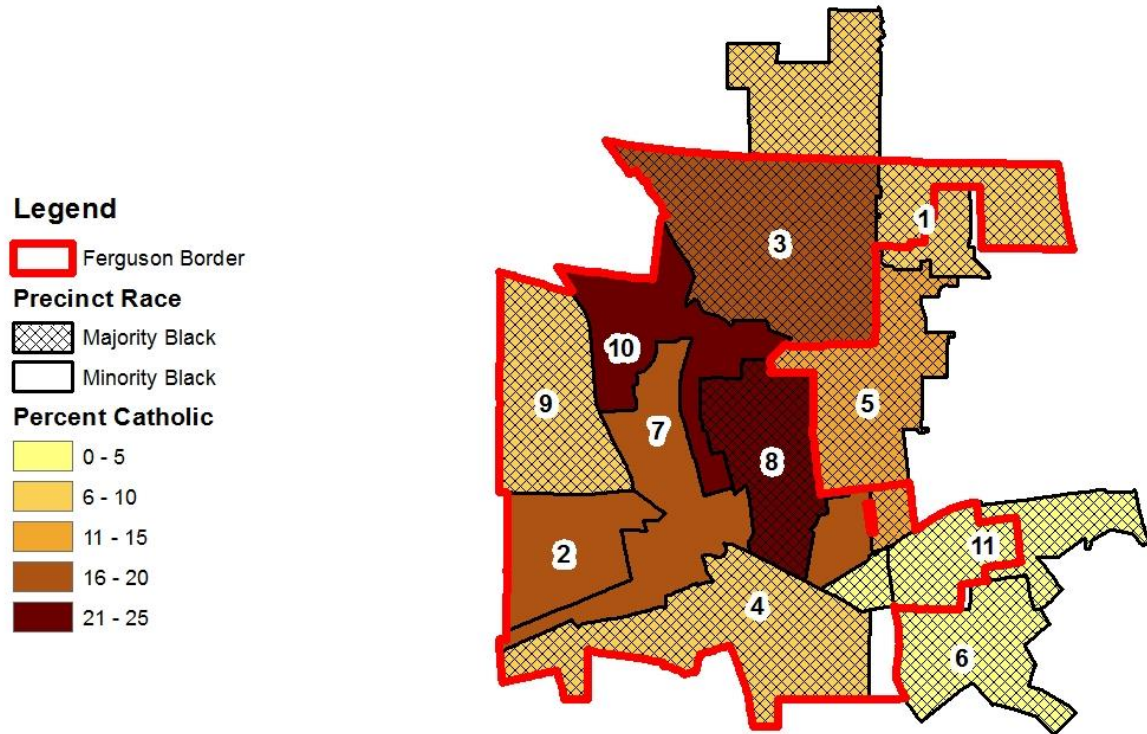 Legend
Ferguson Border
Precinct Race
Majority Black
Minority Black
Percent Catholic
0 - 5
6 - 10
11 - 15
16 - 20
21 - 25
1
3
10
9
7
5
8
2
11
4
6